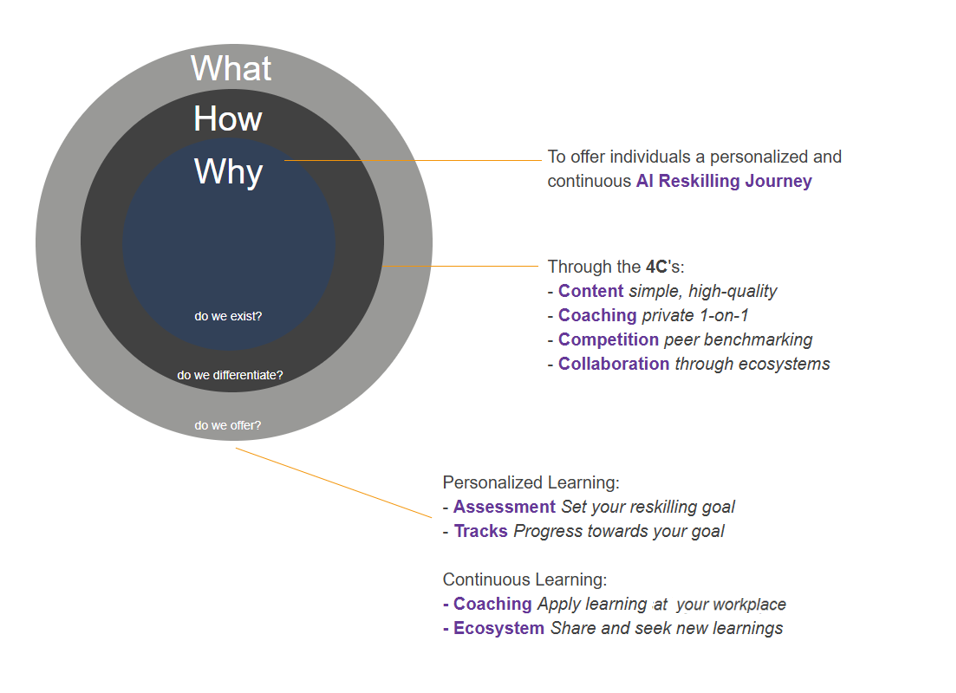 What
How
Why
do we exist?
do we differentiate?
do we offer?
To offer individuals a personalized and
continuous AI Reskilling Journey
Through the 4C's:
- Content simple, high-quality
- Coaching private 1-on-1
- Competition peer benchmarking
- Collaboration through ecosystems
Personalized Learning:
- Assessment Set your reskilling goal
- Tracks Progress towards your goal
Continuous Learning:
- Coaching Apply learning at your workplace
- Ecosystem Share and seek new learnings